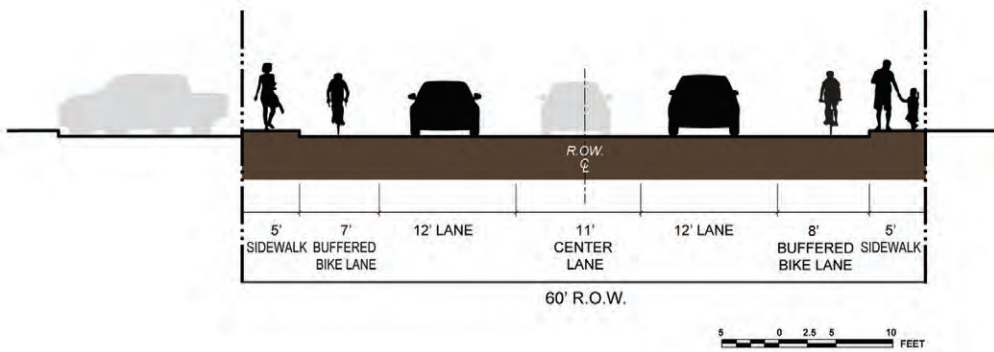 R.O.W.
℄
5'
SIDEWALK
7'
BUFFERED
BIKE LANE
12' LANE
11'
CENTER
LANE
12' LANE
8'
BUFFERED
BIKE LANE
5'
SIDEWALK
60' R.O.W.
5 0 2.5 5 10 FEET